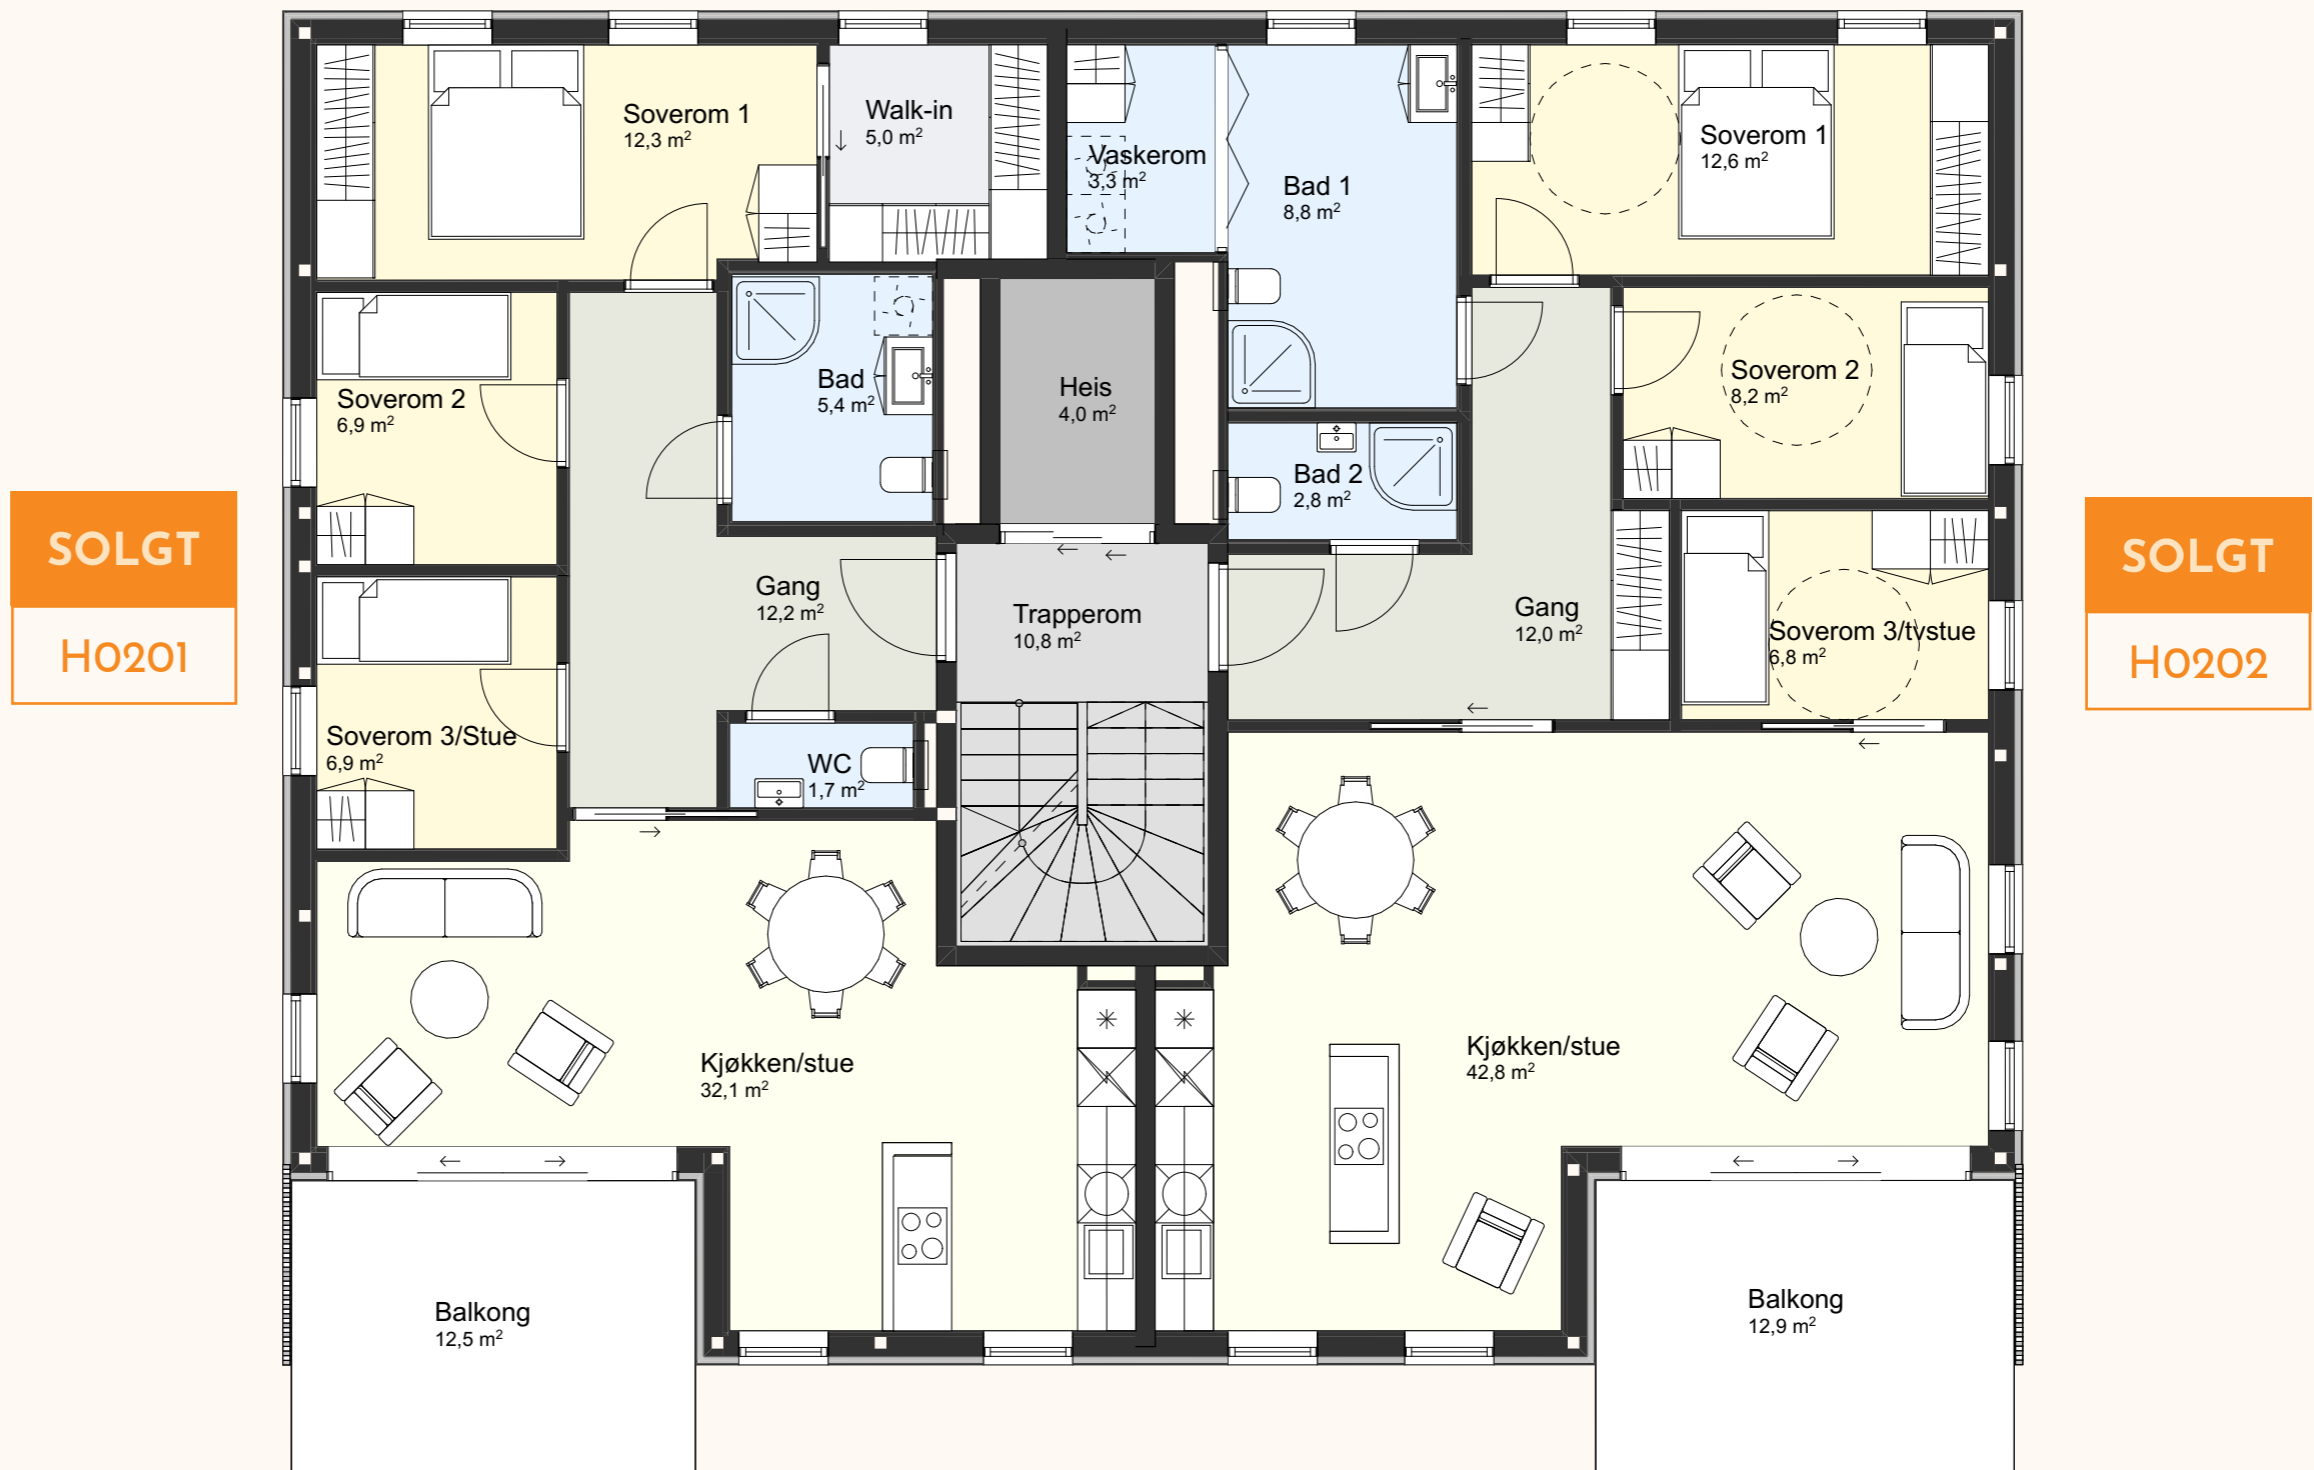 Soverom 1
12,3 m²
Walk-in
5,0 m²
Vaskerom
3,3 m²
Bad 1
8,8 m²
Soverom 1
12,6 m²
Soverom 2
6,9 m²
Bad
5,4 m²
Heis
4,0 m²
Bad 2
2,8 m²
Soverom 2
8,2 m²
SOLGT
H0201
Gang
12,2 m²
Trapperom
10,8 m²
Gang
12,0 m²
Soverom 3/tvstue
6,8 m²
SOLGT
H0202
Soverom 3/Stue
6,9 m²
WC
1,7 m²
Kjøkken/stue
32,1 m²
Kjøkken/stue
42,8 m²
Balkong
12,5 m²
Balkong
12,9 m²